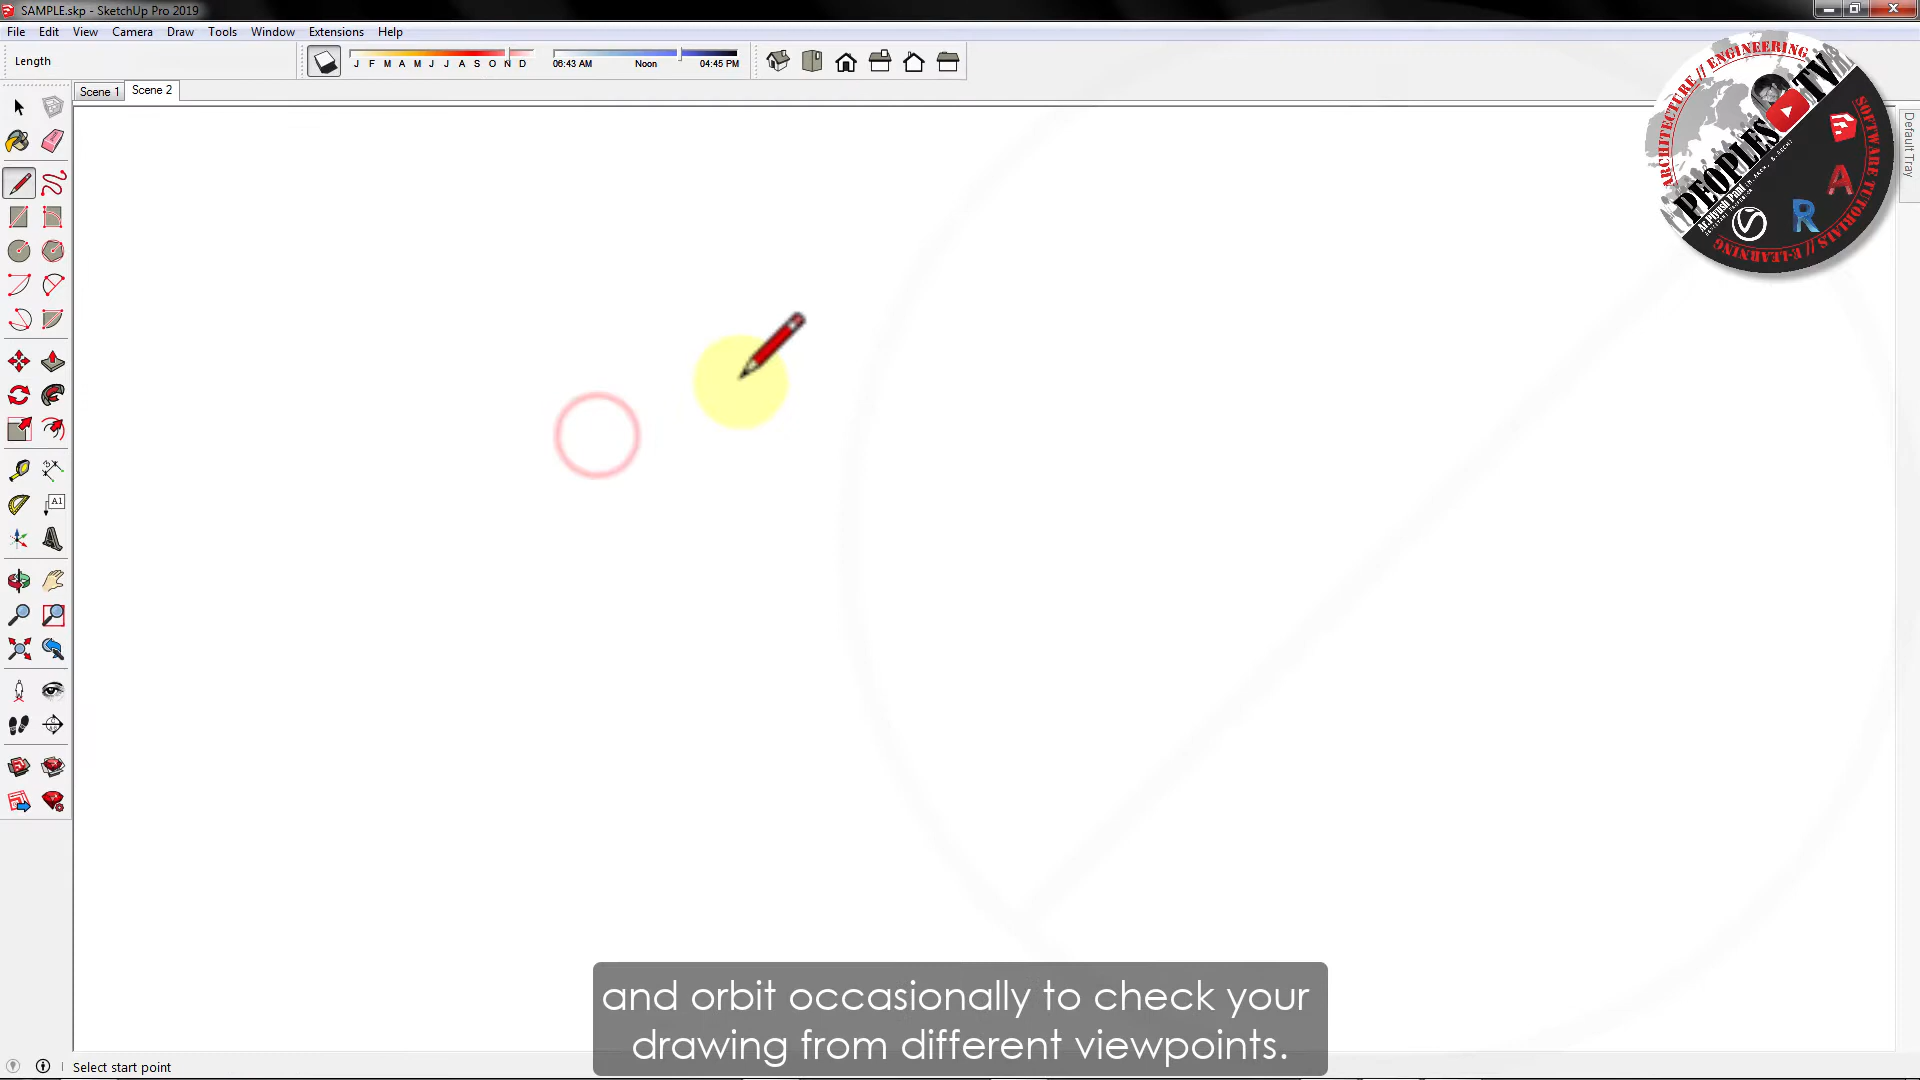 SAMPLE.skp - SketchUp Pro 2019
File Edit View Camera Draw Tools Window Extensions Help
Length
J F M A M J J A S O N D
06:43 AM Noon 04:45 PM
Scene 1 Scene 2
Default Tray
ARCHITECTURE // ENGINEERING
PEOPLES TV
SOFTWARE TUTORIALS // E-LEARNING
A
R
A1
and orbit occasionally to check your
drawing from different viewpoints.
Select start point